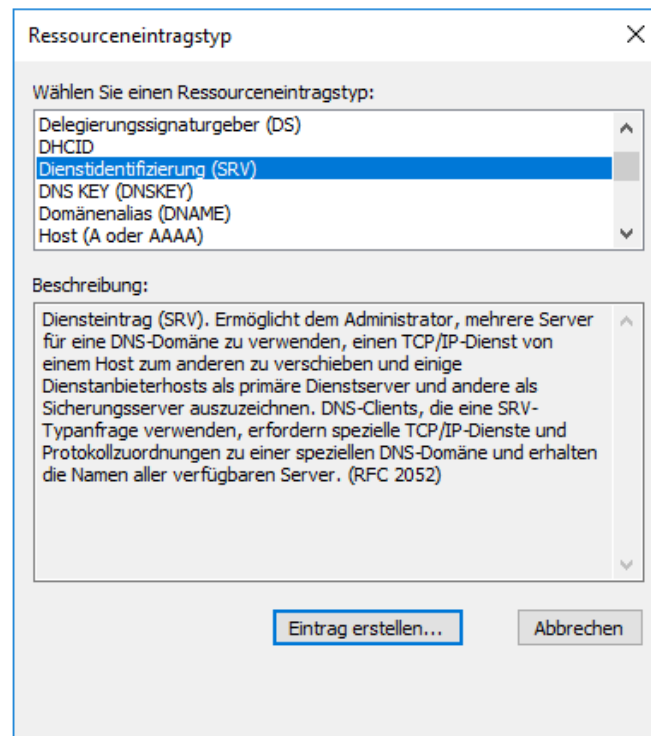 Ressourceneintragstyp
Wählen Sie einen Ressourceneintragstyp:
Delegierungssignaturgeber (DS)
DHCID
Dienstidentifizierung (SRV)
DNS KEY (DNSKEY)
Domänenalias (DNAME)
Host (A oder AAAA)
Beschreibung:
Diensteintrag (SRV). Ermöglicht dem Administrator, mehrere Server
für eine DNS-Domäne zu verwenden, einen TCP/IP-Dienst von
einem Host zum anderen zu verschieben und einige
Dienstanbieterhosts als primäre Dienstserver und andere als
Sicherungsserver auszuzeichnen. DNS-Clients, die eine SRV-
Typanfrage verwenden, erfordern spezielle TCP/IP-Dienste und
Protokollzuordnungen zu einer speziellen DNS-Domäne und erhalten
die Namen aller verfügbaren Server. (RFC 2052)
Eintrag erstellen... Abbrechen